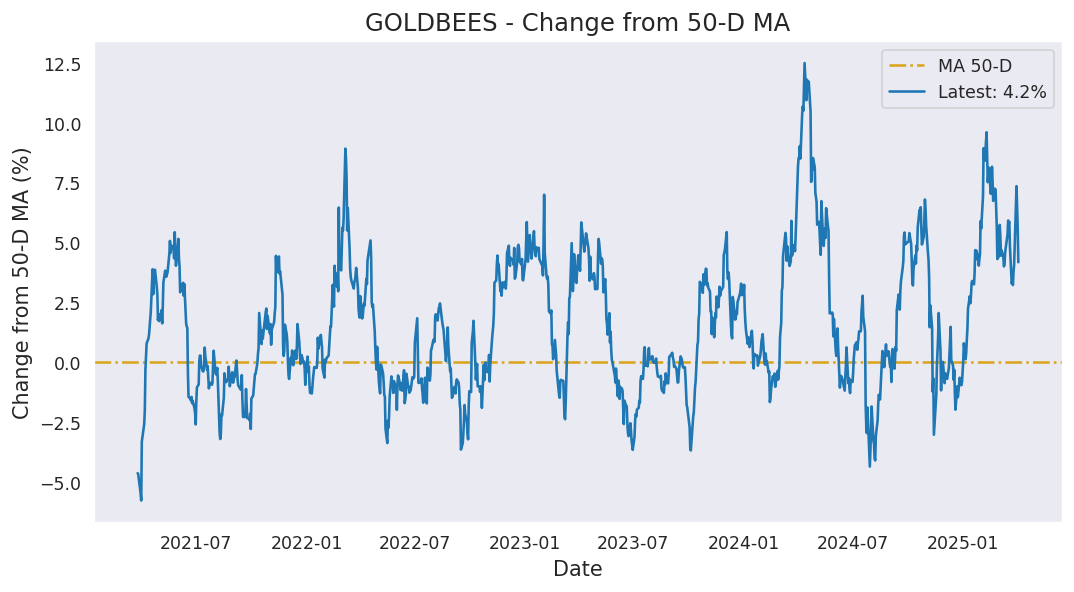 GOLDBEES - Change from 50-D MA
MA 50-D
Latest: 4.2%
Change from 50-D MA (%)
12.5
10.0
7.5
5.0
2.5
0.0
−2.5
−5.0
2021-07 2022-01 2022-07 2023-01 2023-07 2024-01 2024-07 2025-01
Date